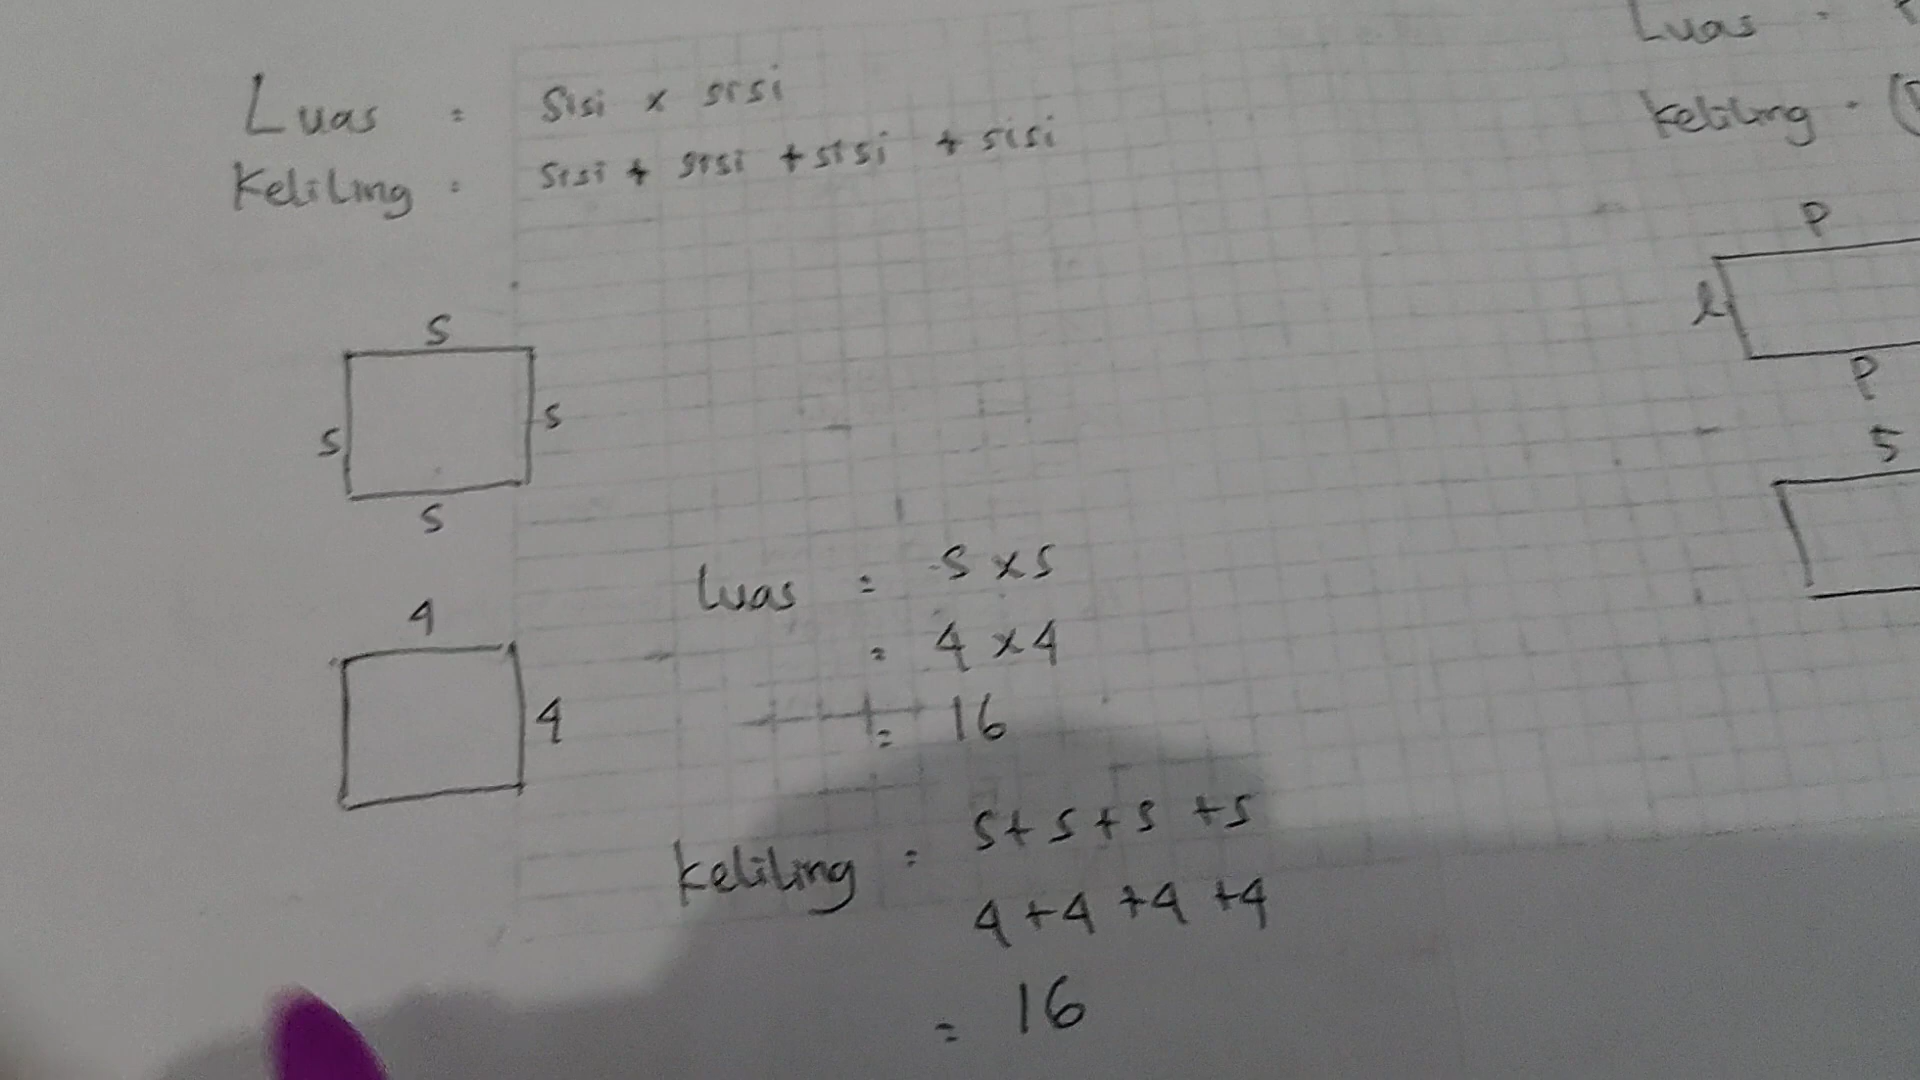 Luas = sisi x sisi
Keliling = sisi + sisi + sisi + sisi
s
s
s
s
4
4
Luas = s x s
= 4 x 4
= 16
Keliling = s + s + s + s
4 + 4 + 4 + 4
= 16
Luas
Keliling
P
l
P
5